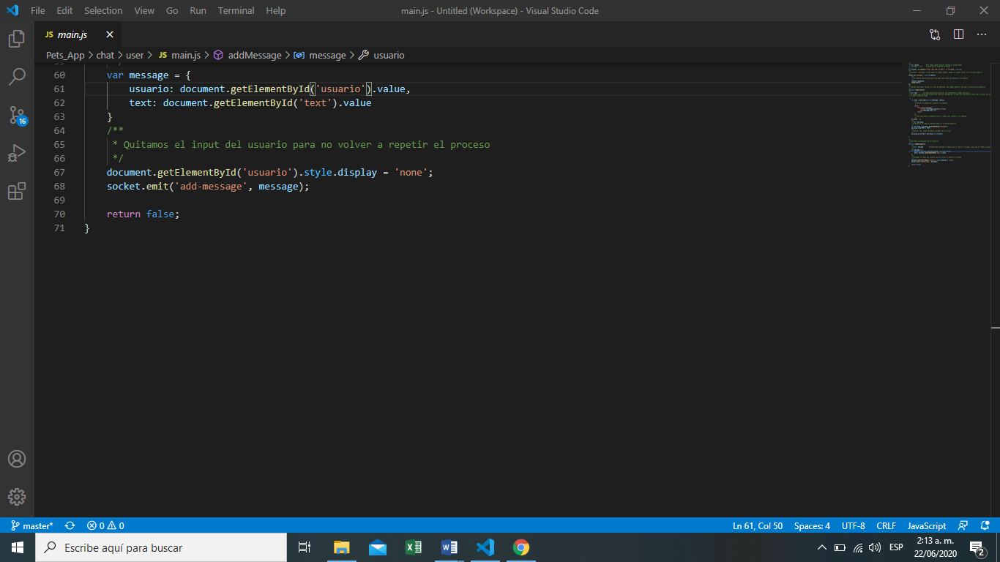 File Edit Selection View Go Run Terminal Help
main.js - Untitled (Workspace) - Visual Studio Code
JS main.js
Pets_App > chat > user > JS main.js > addMessage > message > usuario
60 var message = {
61 usuario: document.getElementById('usuario').value,
62 text: document.getElementById('text').value
63 }
64 /**
65 * Quitamos el input del usuario para no volver a repetir el proceso
66 */
67 document.getElementById('usuario').style.display = 'none';
68 socket.emit('add-message', message);
69
70 return false;
71 }
16
master* 0 0
Ln 61, Col 50 Spaces: 4 UTF-8 CRLF JavaScript
Escribe aquí para buscar
ESP
2:13 a. m.
22/06/2020
2